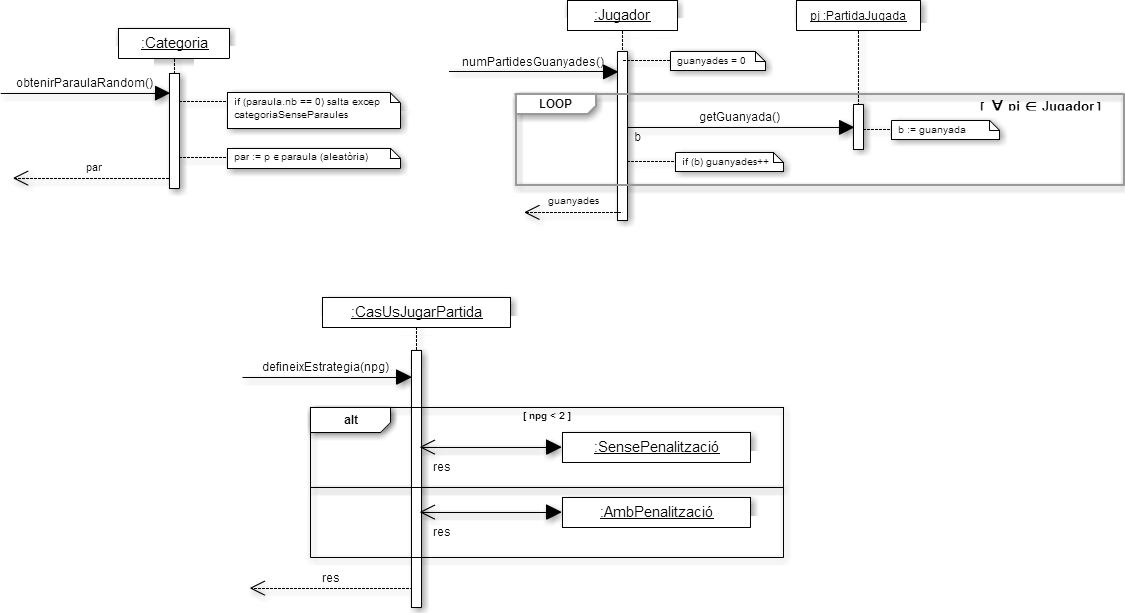 :Categoria
obtenirParaulaRandom()
if (paraula.nb == 0) salta excep
categoriaSenseParaules
par := p ∈ paraula (aleatòria)
par
:Jugador
pj :PartidaJugada
numPartidesGuanyades()
guanyades = 0
LOOP
[ ∀ pj ∈ Jugador ]
getGuanyada()
b
b := guanyada
if (b) guanyades++
guanyades
:CasUsJugarPartida
defineixEstrategia(npg)
alt
[ npg < 2 ]
:SensePenalització
res
:AmbPenalització
res
res